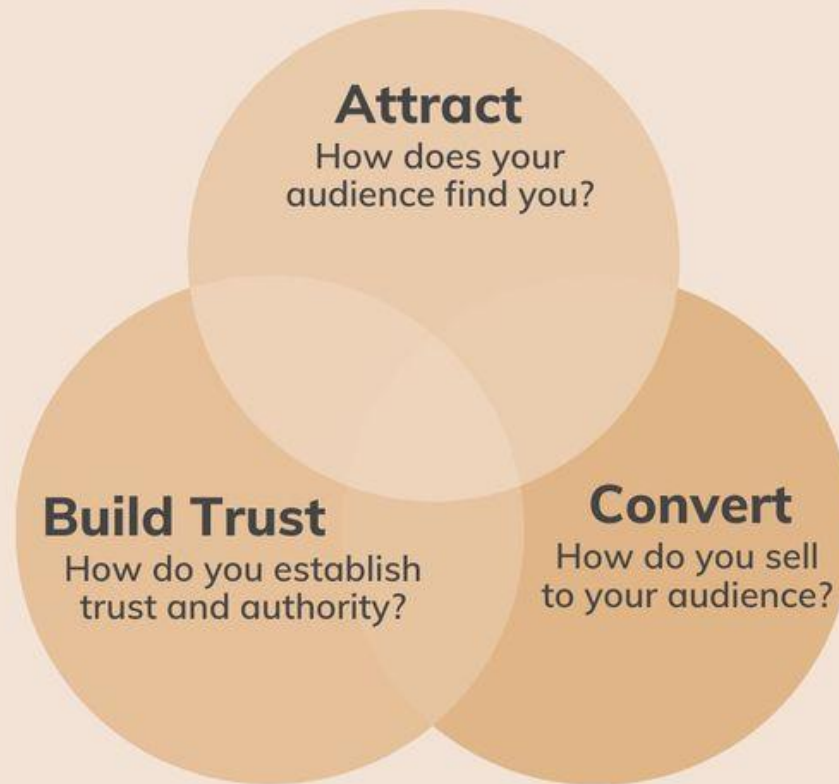 Attract
How does your
audience find you?
Build Trust
How do you establish
trust and authority?
Convert
How do you sell
to your audience?